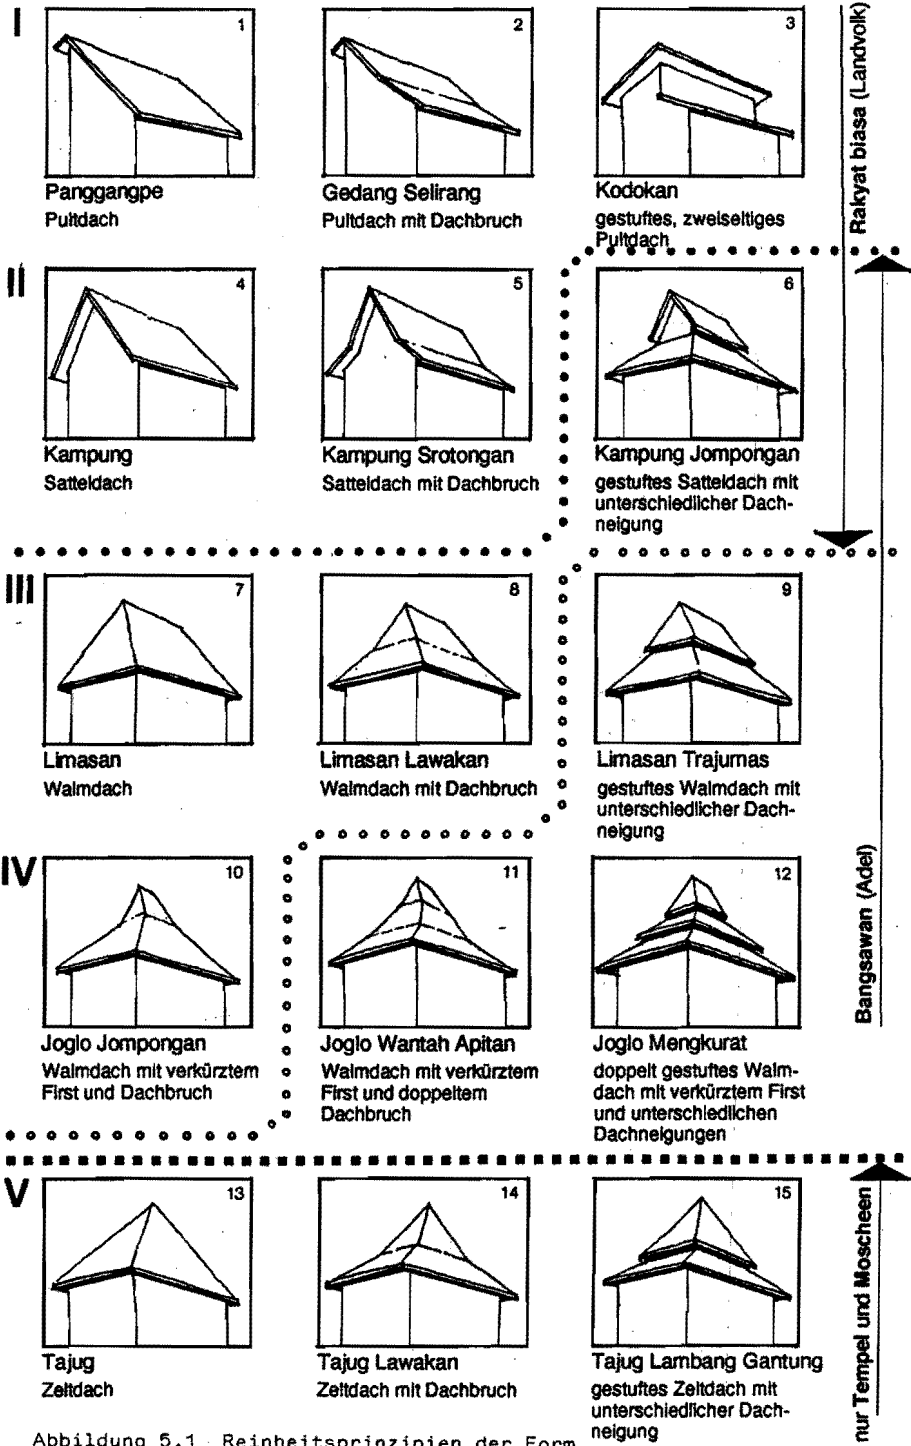 I
1
2
3
Panggangpe
Pultdach
Gedang Selirang
Pultdach mit Dachbruch
Kodokan
gestuftes, zweiseitiges
Pultdach
Rakyat biasa (Landvolk)
II
4
5
6
Kampung
Satteldach
Kampung Srotongan
Satteldach mit Dachbruch
Kampung Jompongan
gestuftes Satteldach mit
unterschiedlicher Dach-
neigung
III
7
8
9
Limasan
Walmdach
Limasan Lawakan
Walmdach mit Dachbruch
Limasan Trajumas
gestuftes Walmdach mit
unterschiedlicher Dach-
neigung
IV
10
11
12
Joglo Jompongan
Walmdach mit verkürztem
First und Dachbruch
Joglo Wantah Apitan
Walmdach mit verkürztem
First und doppeltem
Dachbruch
Joglo Mengkurat
doppelt gestuftes Walm-
dach mit verkürztem First
und unterschiedlichen
Dachneigungen
Bangsawan (Adel)
V
13
14
15
Tajug
Zeltdach
Tajug Lawakan
Zeltdach mit Dachbruch
Tajug Lambang Gantung
gestuftes Zeltdach mit
unterschiedlicher Dach-
neigung
nur Tempel und Moscheen
Abbildung 5.1 Reinheitsprinzipien der Form